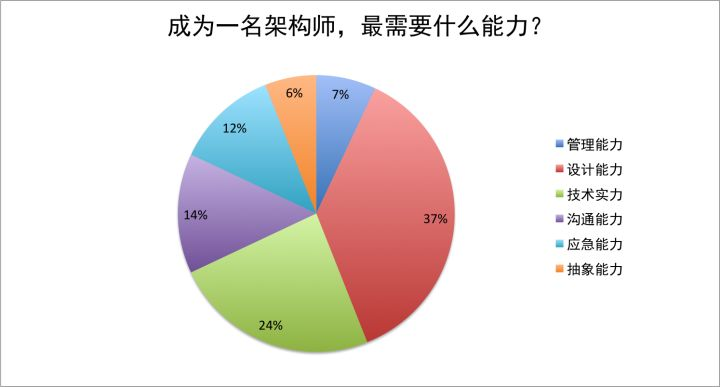 成为一名架构师，最需要什么能力？
6%
7%
12%
14%
37%
24%
管理能力
设计能力
技术实力
沟通能力
应急能力
抽象能力